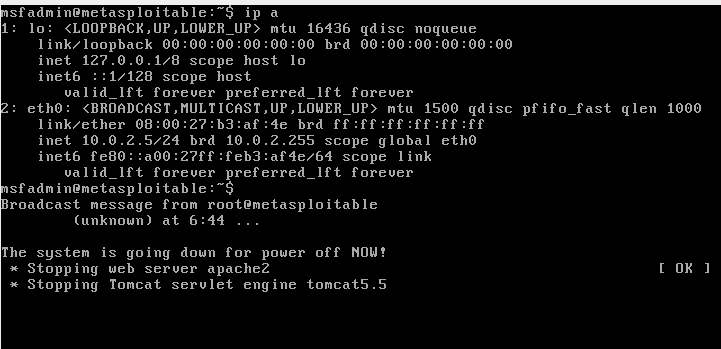 msfadmin@metasploitable:~$ ip a
1: lo: <LOOPBACK,UP,LOWER_UP> mtu 16436 qdisc noqueue
    link/loopback 00:00:00:00:00:00 brd 00:00:00:00:00:00
    inet 127.0.0.1/8 scope host lo
    inet6 ::1/128 scope host
       valid_lft forever preferred_lft forever
2: eth0: <BROADCAST,MULTICAST,UP,LOWER_UP> mtu 1500 qdisc pfifo_fast qlen 1000
    link/ether 08:00:27:b3:af:4e brd ff:ff:ff:ff:ff:ff
    inet 10.0.2.5/24 brd 10.0.2.255 scope global eth0
    inet6 fe80::a00:27ff:feb3:af4e/64 scope link
       valid_lft forever preferred_lft forever
msfadmin@metasploitable:~$
Broadcast message from root@metasploitable
        (unknown) at 6:44 ...
The system is going down for power off NOW!
 * Stopping web server apache2 [ OK ]
 * Stopping Tomcat servlet engine tomcat5.5